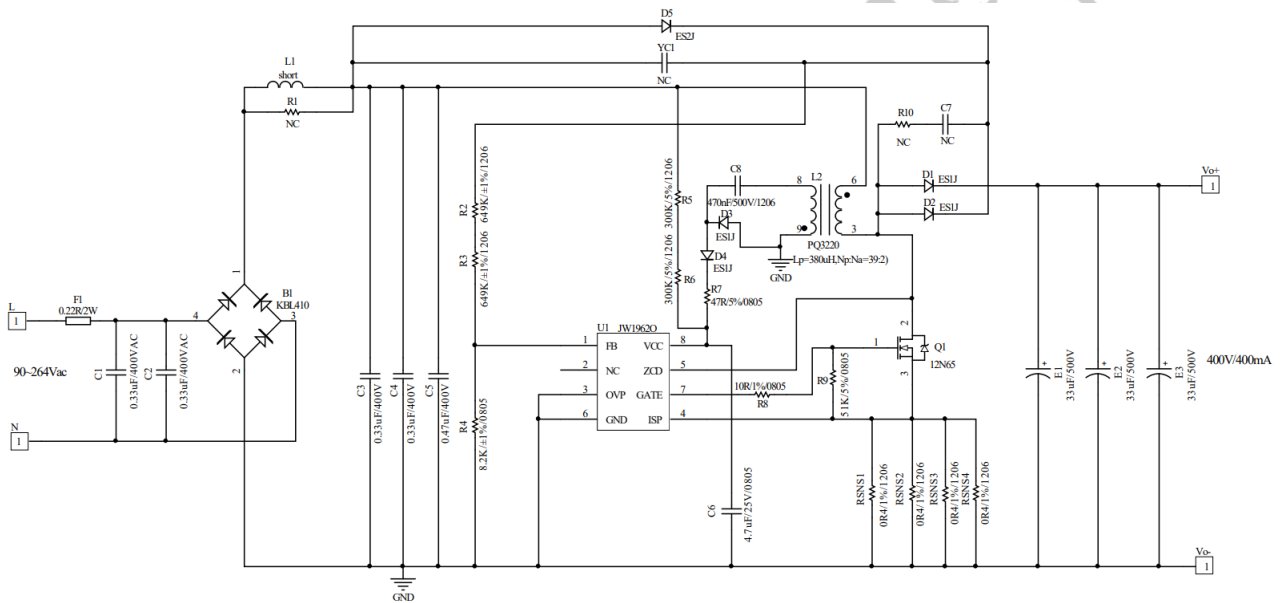 D5
ES2J
YC1
NC
L1
short
R1
NC
R10
NC
C7
NC
D1
ES1J
D2
ES1J
Vo+
1
R2
649K/±1%/1206
R3
649K/±1%/1206
R5
300K/5%/1206
R6
300K/5%/1206
C8
470nF/500V/1206
D3
ES1J
D4
ES1J
R7
47R/5%/0805
8
L2
6
9
3
PQ3220
Lp=380uH,Np:Na=39:2)
GND
1
B1
KBL410
4
3
2
L
1
F1
0.22R/2W
90~264Vac
C1
0.33uF/400VAC
C2
0.33uF/400VAC
N
1
C3
0.33uF/400V
C4
0.33uF/400V
C5
0.47uF/400V
R4
8.2K/±1%/0805
U1
JW1962O
1
FB
VCC
8
2
NC
ZCD
5
3
OVP
GATE
7
6
GND
ISP
4
10R/1%/0805
R8
R9
51K/5%/0805
2
1
3
Q1
12N65
C6
4.7uF/25V/0805
RSNS1
0R4/1%/1206
RSNS2
0R4/1%/1206
RSNS3
0R4/1%/1206
RSNS4
0R4/1%/1206
E1
33uF/500V
E2
33uF/500V
E3
33uF/500V
400V/400mA
Vo-
1
GND